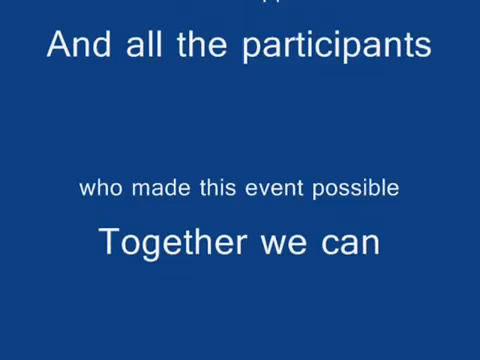 And all the participants
who made this event possible
Together we can